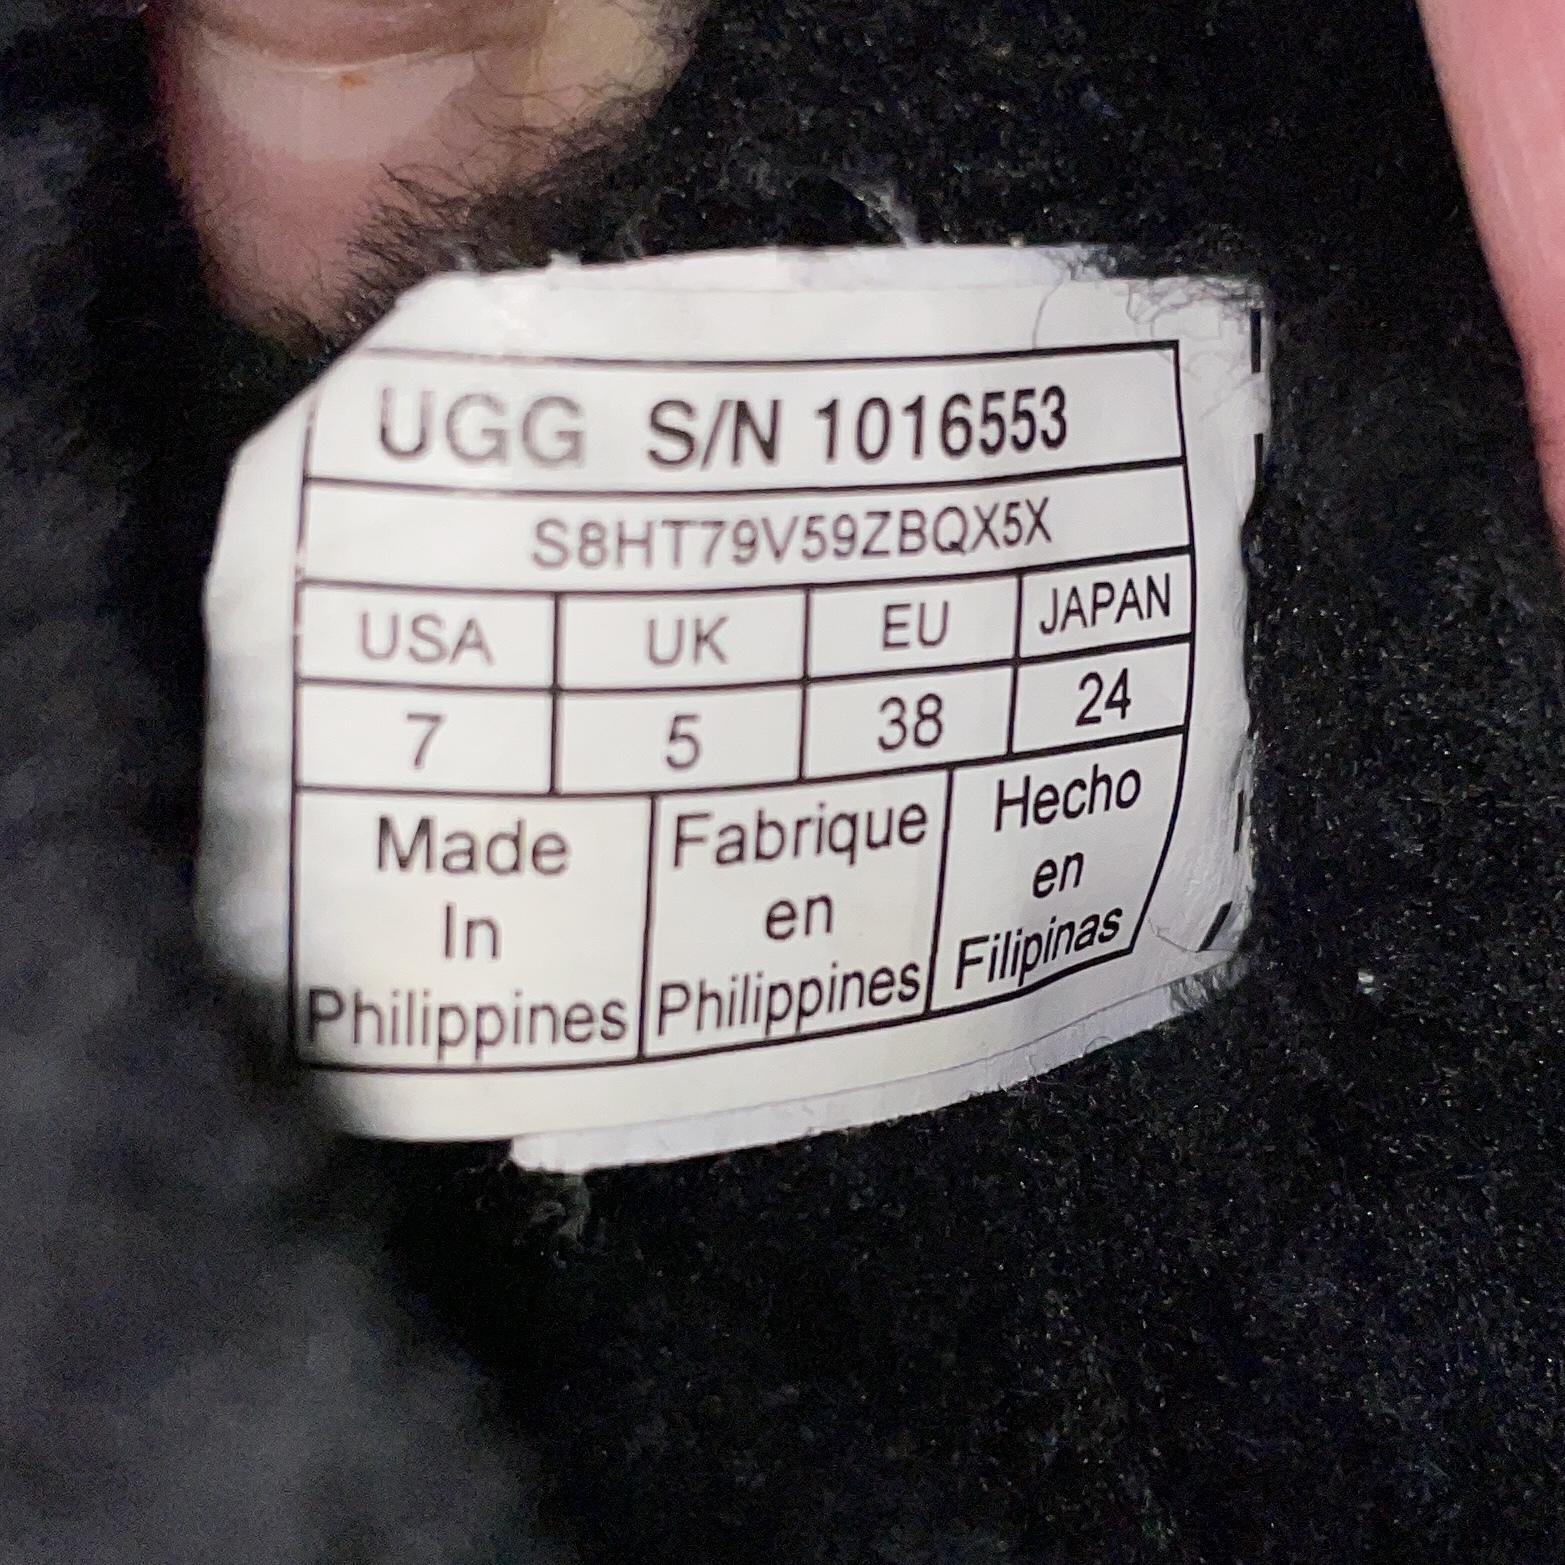 UGG S/N 1016553
S8HT79V59ZBQX5X
USA UK EU JAPAN
7 5 38 24
Made
In
Philippines
Fabrique
en
Philippines
Hecho
en
Filipinas